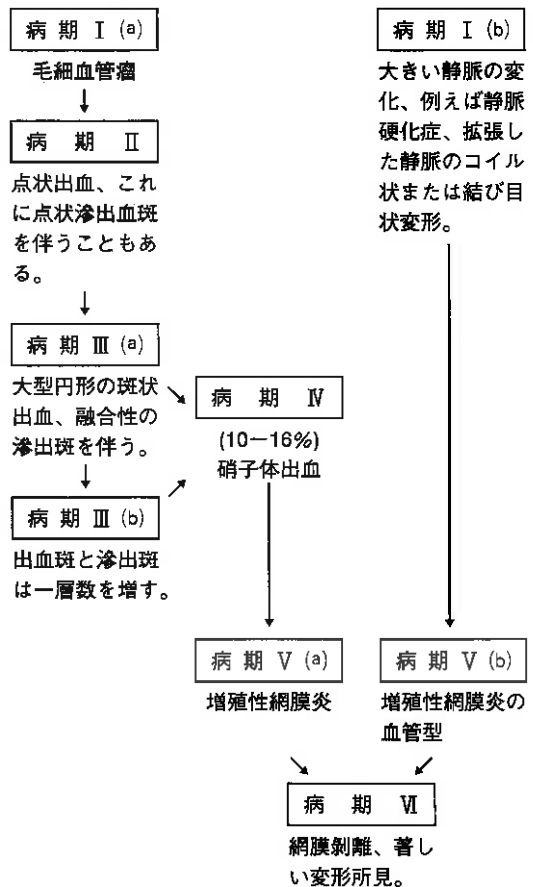 病期 Ⅰ (a)
毛細血管瘤
病期 Ⅱ
点状出血、これ
に点状滲出血斑
を伴うこともあ
る。
病期 Ⅲ (a)
大型円形の斑状
出血、融合性の
滲出斑を伴う。
病期 Ⅲ (b)
出血斑と滲出斑
は一層数を増す。
病期 Ⅳ
(10−16%)
硝子体出血
病期 Ⅴ (a)
増殖性網膜炎
病期 Ⅰ (b)
大きい静脈の変
化、例えば静脈
硬化症、拡張し
た静脈のコイル
状または結び目
状変形。
病期 Ⅴ (b)
増殖性網膜炎の
血管型
病期 Ⅵ
網膜剝離、著し
い変形所見。